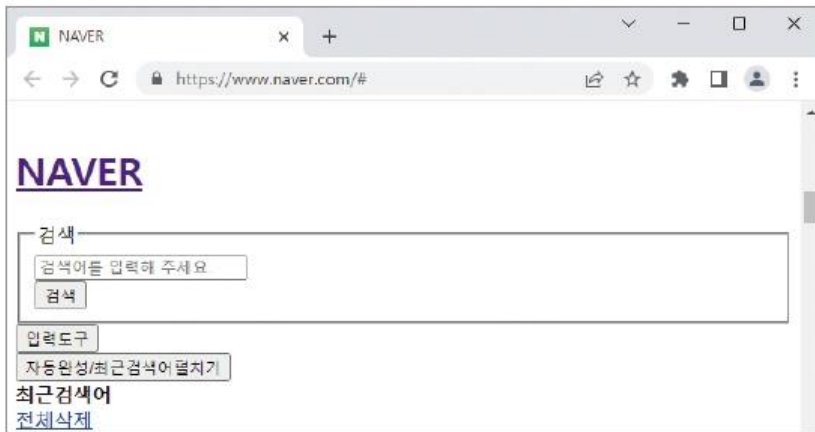 NAVER
https://www.naver.com/#
NAVER
검색
검색어를 입력해 주세요
검색
입력도구
자동완성/최근검색어펼치기
최근검색어
전체삭제